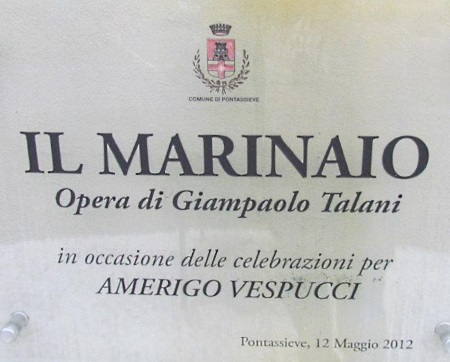 COMUNE DI PONTASSIEVE
IL MARINAIO
Opera di Giampaolo Talani
in occasione delle celebrazioni per
AMERIGO VESPUCCI
Pontassieve, 12 Maggio 2012